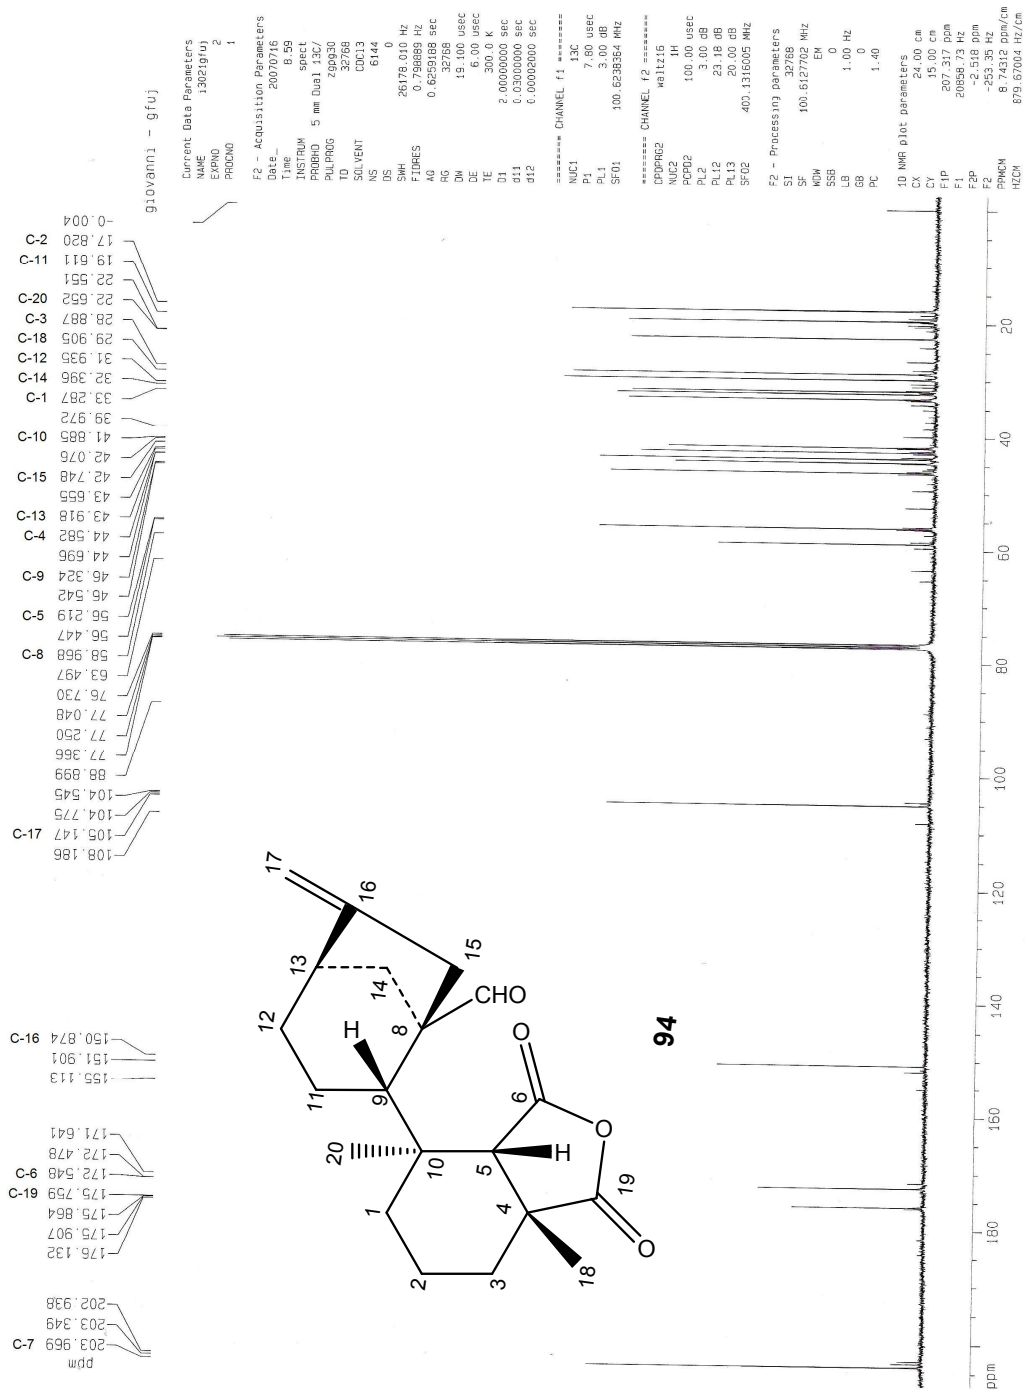 giovanni - gfuj
Current Data Parameters
NAME i3021gfuj
EXPNO 2
PROCNO 1
F2 - Acquisition Parameters
Date_ 20070716
Time 8.59
INSTRUM spect
PROBHD 5 mm Dual 13C/
PULPROG zgpg30
TD 32768
SOLVENT CDCl3
NS 6144
DS 0
SWH 26178.010 Hz
FIDRES 0.798889 Hz
AQ 0.6259188 sec
RG 32768
DW 19.100 usec
DE 6.00 usec
TE 300.0 K
D1 2.00000000 sec
d11 0.03000000 sec
d12 0.00002000 sec
======== CHANNEL f1 ========
NUC1 13C
P1 7.80 usec
PL1 3.00 dB
SFO1 100.6238364 MHz
======== CHANNEL f2 ========
CPDPRG2 waltz16
NUC2 1H
PCPD2 100.00 usec
PL2 3.00 dB
PL12 23.18 dB
PL13 20.00 dB
SFO2 400.1316005 MHz
F2 - Processing parameters
SI 32768
SF 100.6127702 MHz
WDW EM
SSB 0
LB 1.00 Hz
GB 0
PC 1.40
1D NMR plot parameters
CX 24.00 cm
CY 15.00 cm
F1P 207.317 ppm
F1 20858.73 Hz
F2P -2.518 ppm
F2 -253.35 Hz
PPMCM 8.74312 ppm/cm
HZCM 879.67004 Hz/cm
-0.004
C-2 17.820
C-11 19.611
22.551
C-20 22.652
C-3 28.887
C-18 29.905
C-12 31.935
C-14 32.396
C-1 33.287
39.972
C-10 41.885
42.076
C-15 42.748
43.655
C-13 43.918
C-4 44.582
44.696
C-9 46.324
46.542
C-5 56.219
56.447
C-8 58.968
63.497
76.730
77.048
77.250
77.366
88.899
104.545
104.775
C-17 105.147
108.186
C-16 150.874
151.901
155.113
171.641
172.478
C-6 172.548
C-19 175.759
175.864
175.907
176.132
202.938
203.349
C-7 203.969
ppm
17
16
13
15
12
14
H
8
CHO
11
9
20
10
5
H
6
O
O
1
4
19
O
2
3
18
94
20
40
60
80
100
120
140
160
180
ppm